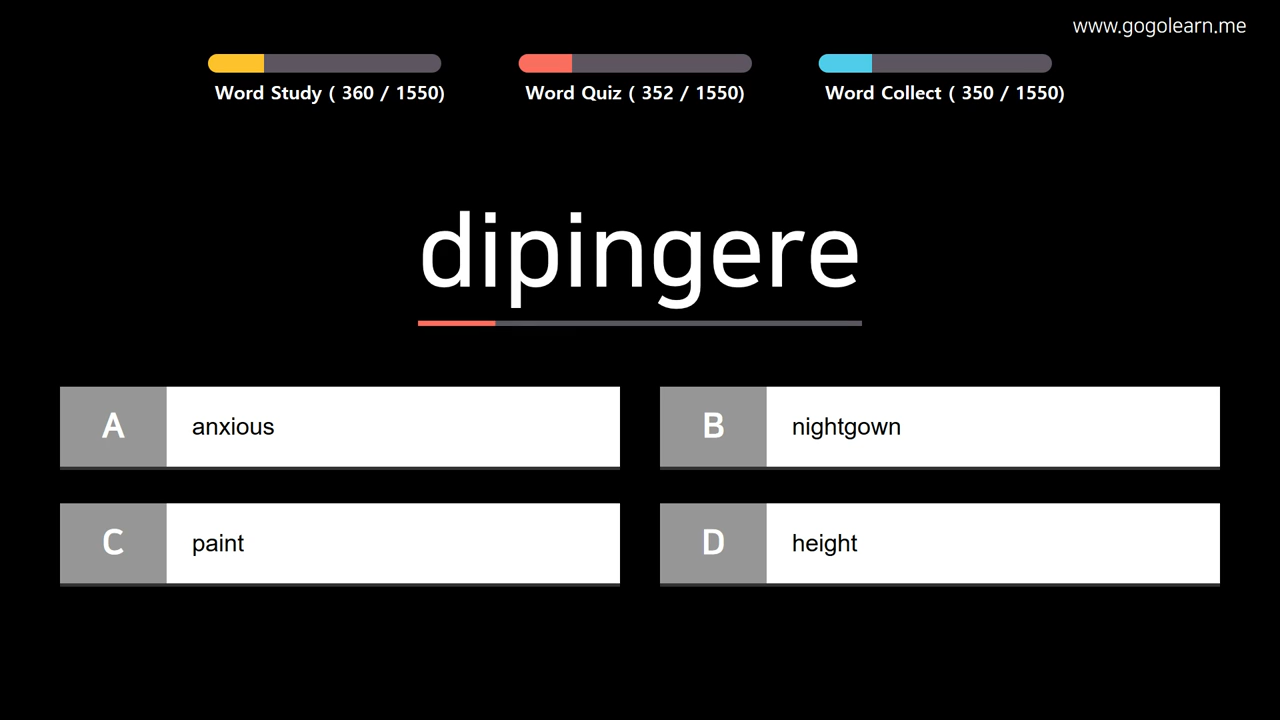 www.gogolearn.me
Word Study ( 360 / 1550)
Word Quiz ( 352 / 1550)
Word Collect ( 350 / 1550)
dipingere
A
anxious
B
nightgown
C
paint
D
height